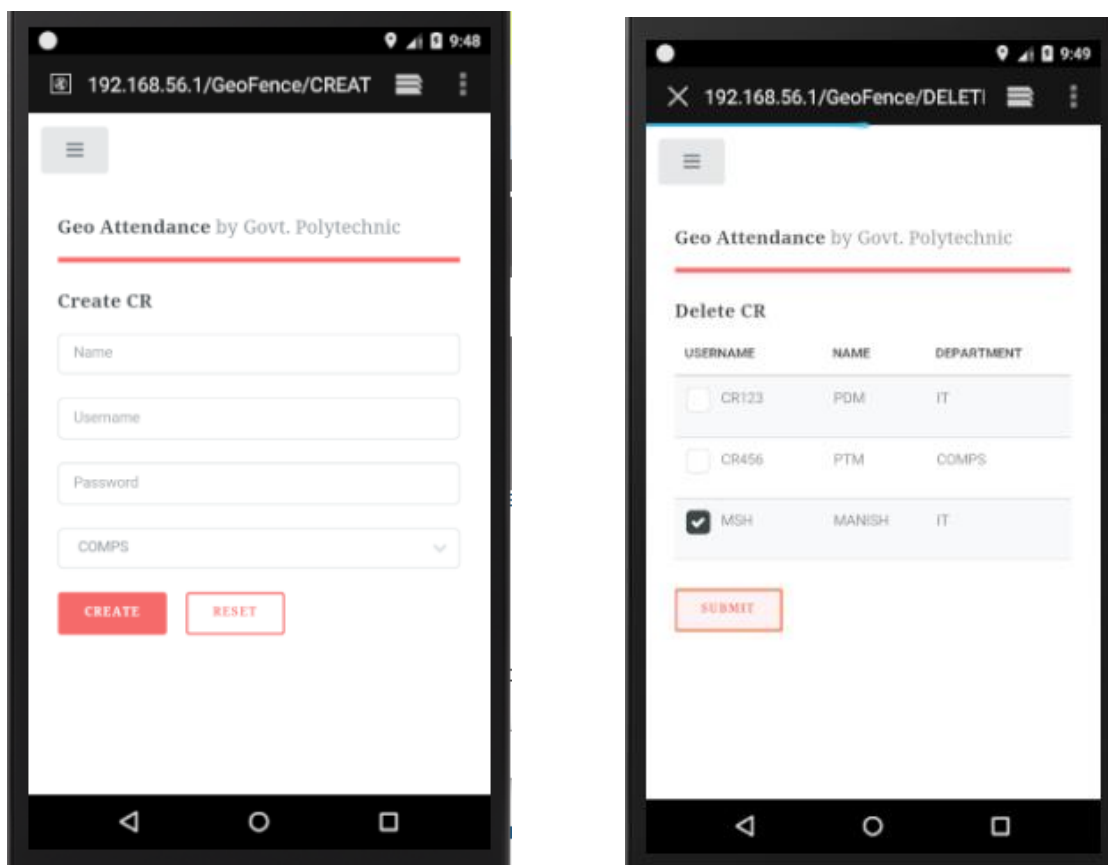 9:48
192.168.56.1/GeoFence/CREAT
Geo Attendance by Govt. Polytechnic
Create CR
Name
Username
Password
COMPS
CREATE RESET
9:49
192.168.56.1/GeoFence/DELETI
Geo Attendance by Govt. Polytechnic
Delete CR
USERNAME NAME DEPARTMENT
CR123 PDM IT
CR456 PTM COMPS
MSH MANISH IT
SUBMIT